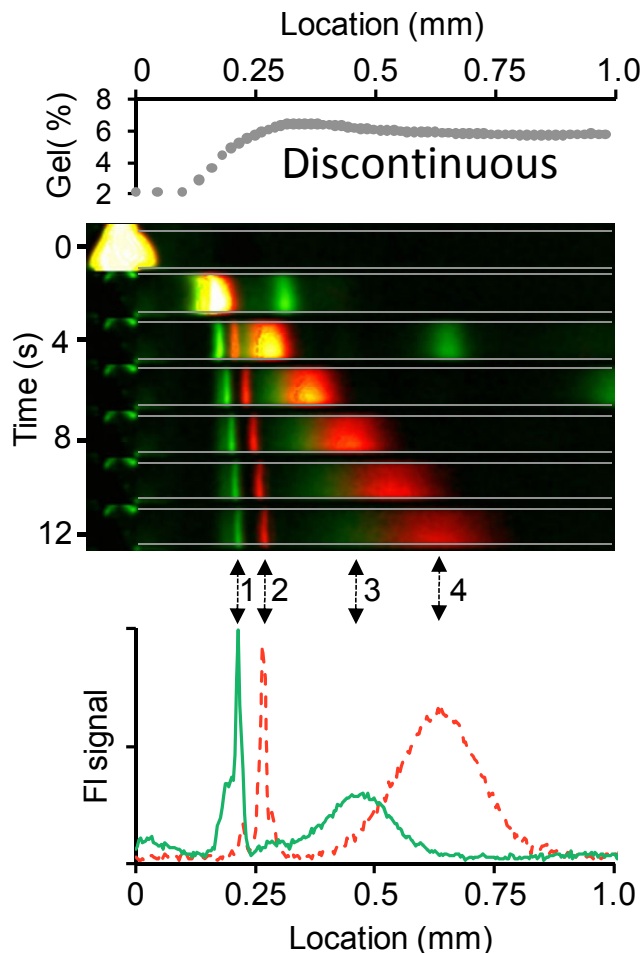 Location (mm)
0 0.25 0.5 0.75 1.0
Gel( %)
8
6
4
2
Discontinuous
Time (s)
0
4
8
12
1 2 3 4
FI signal
0 0.25 0.5 0.75 1.0
Location (mm)